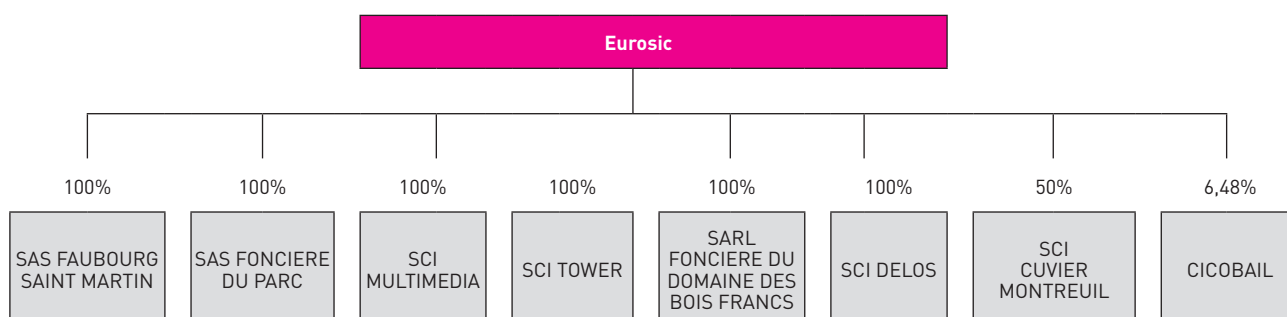 Eurosic
100%
100%
100%
100%
100%
100%
50%
6,48%
SAS FAUBOURG
SAINT MARTIN
SAS FONCIERE
DU PARC
SCI
MULTIMEDIA
SCI TOWER
SARL
FONCIERE DU
DOMAINE DES
BOIS FRANCS
SCI DELOS
SCI
CUVIER
MONTREUIL
CICOBAIL